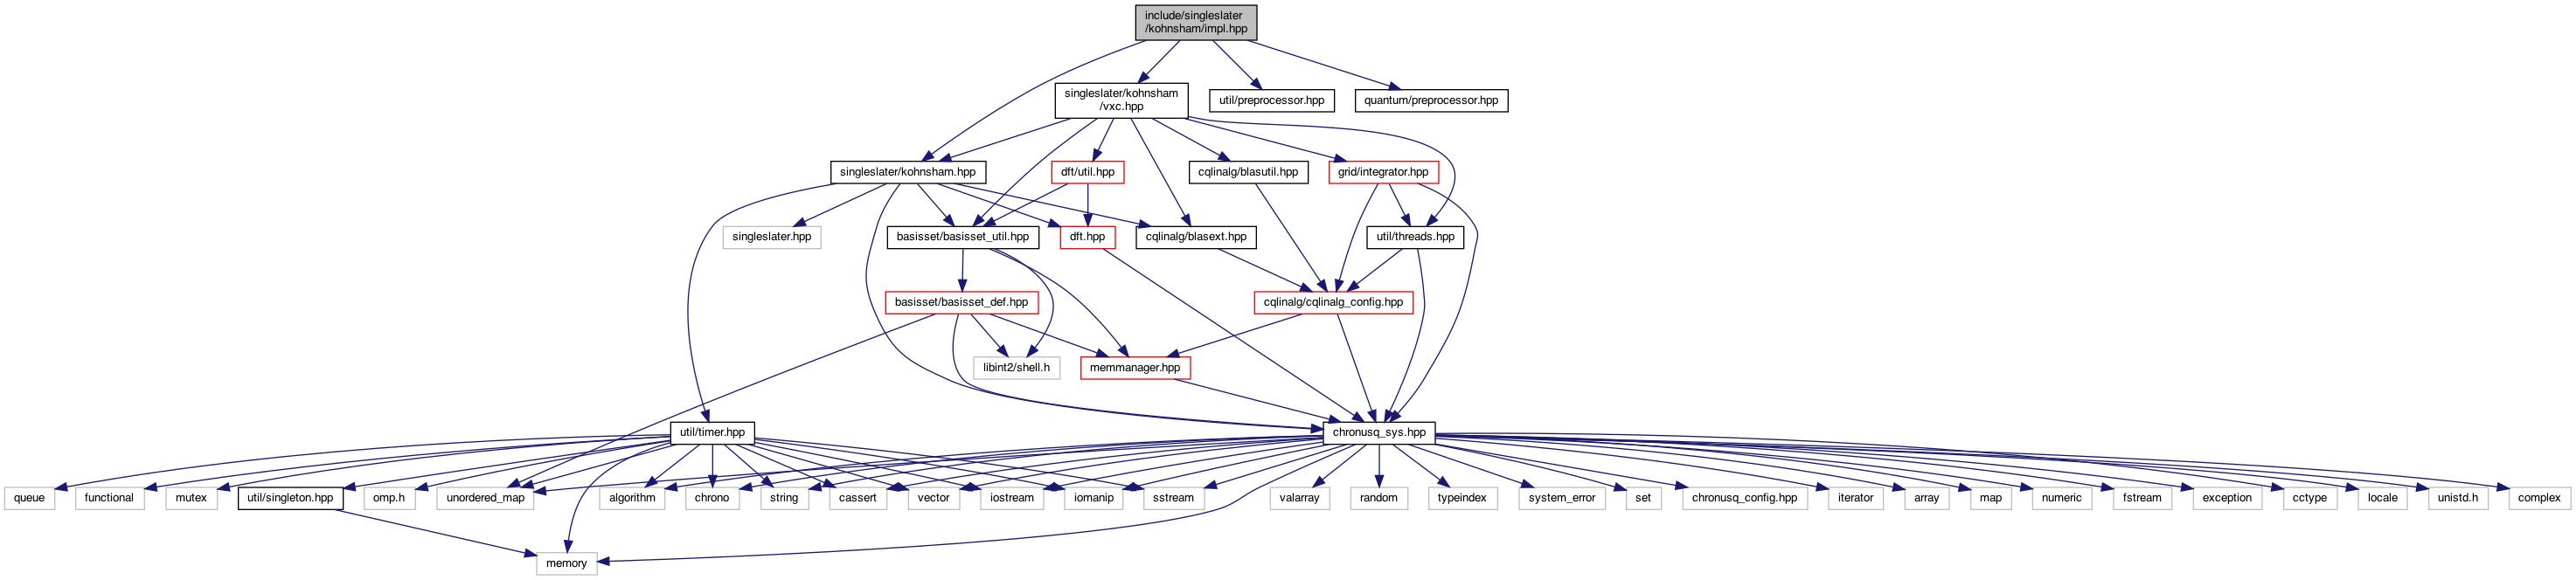 include/singleslater
/kohnsham/impl.hpp
singleslater/kohnsham
/vxc.hpp
util/preprocessor.hpp
quantum/preprocessor.hpp
singleslater/kohnsham.hpp
dft/util.hpp
cqlinalg/blasutil.hpp
grid/integrator.hpp
singleslater.hpp
basisset/basisset_util.hpp
dft.hpp
cqlinalg/blasext.hpp
util/threads.hpp
basisset/basisset_def.hpp
cqlinalg/cqlinalg_config.hpp
libint2/shell.h
memmanager.hpp
util/timer.hpp
chronusq_sys.hpp
queue
functional
mutex
util/singleton.hpp
omp.h
unordered_map
algorithm
chrono
string
cassert
vector
iostream
iomanip
sstream
valarray
random
typeindex
system_error
set
chronusq_config.hpp
iterator
array
map
numeric
fstream
exception
cctype
locale
unistd.h
complex
memory